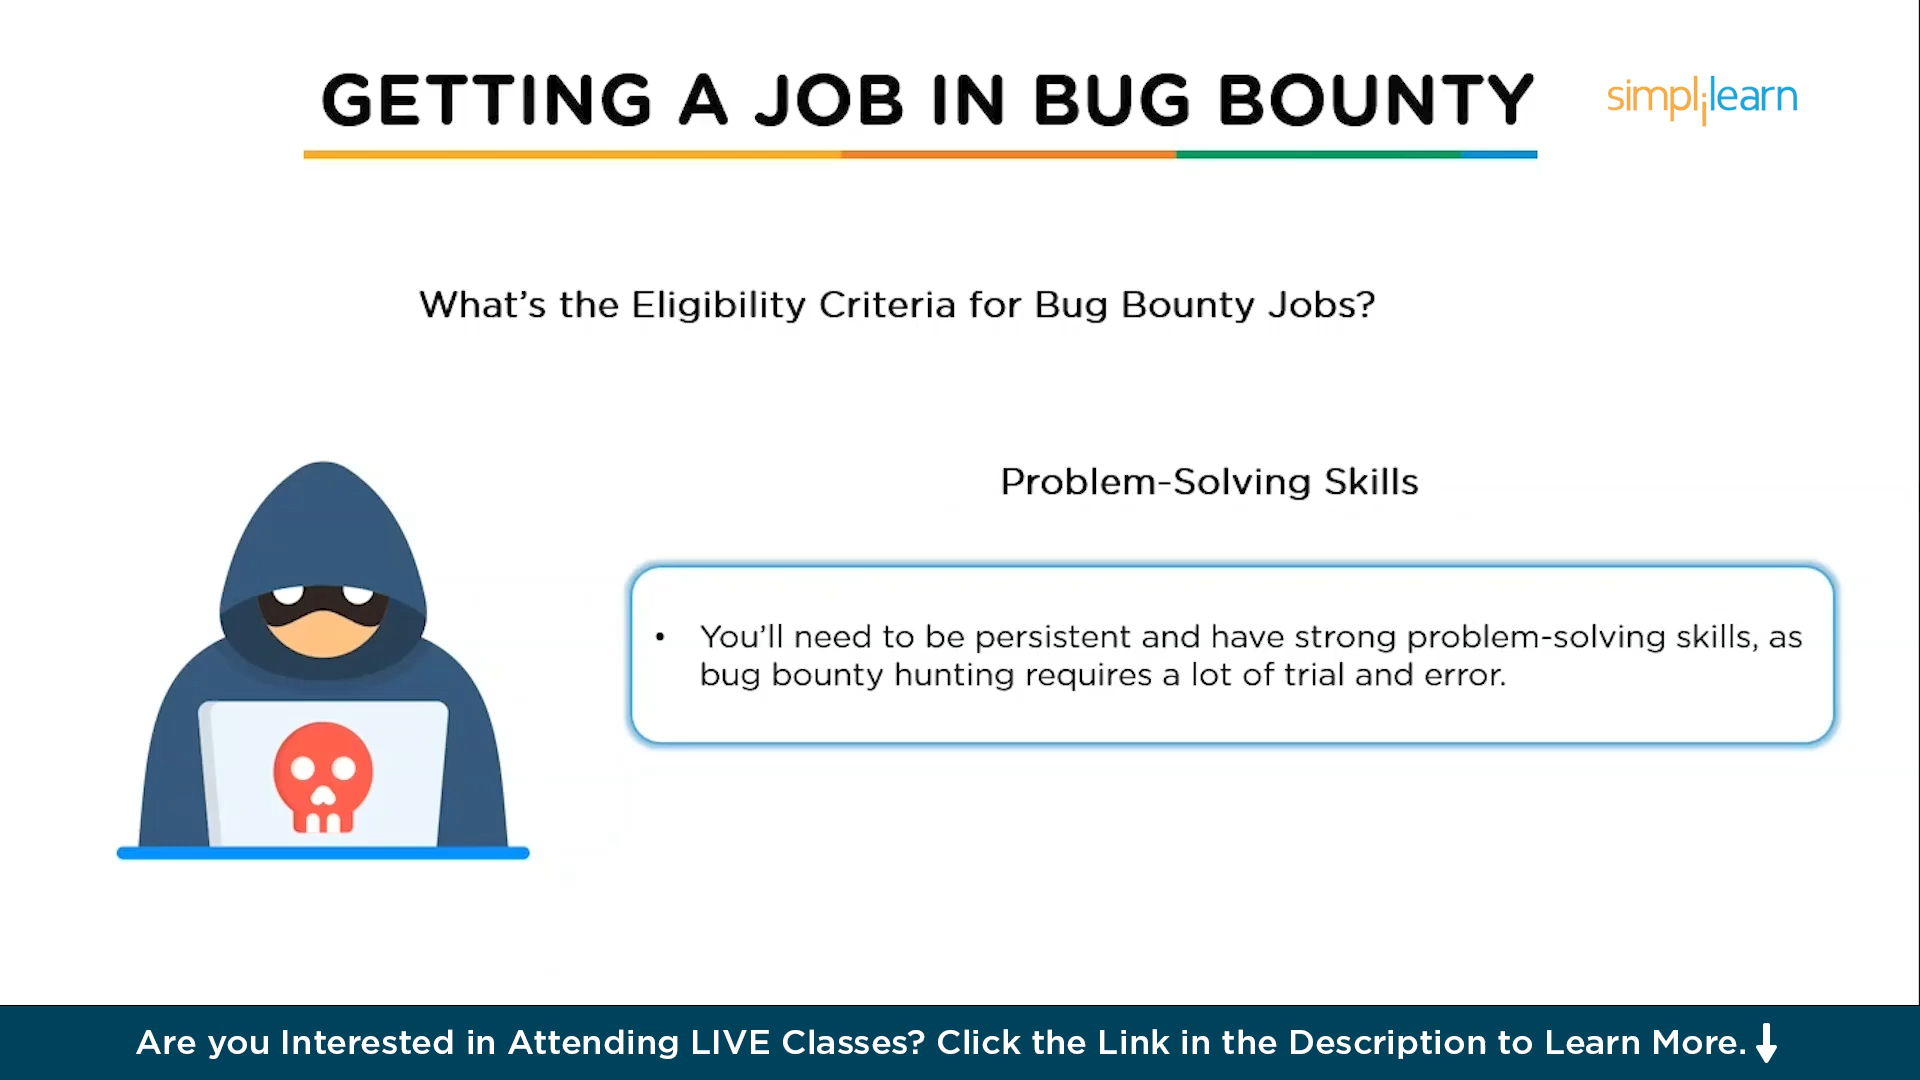 GETTING A JOB IN BUG BOUNTY
simplilearn
What’s the Eligibility Criteria for Bug Bounty Jobs?
Problem-Solving Skills
• You’ll need to be persistent and have strong problem-solving skills, as
bug bounty hunting requires a lot of trial and error.
Are you Interested in Attending LIVE Classes? Click the Link in the Description to Learn More.